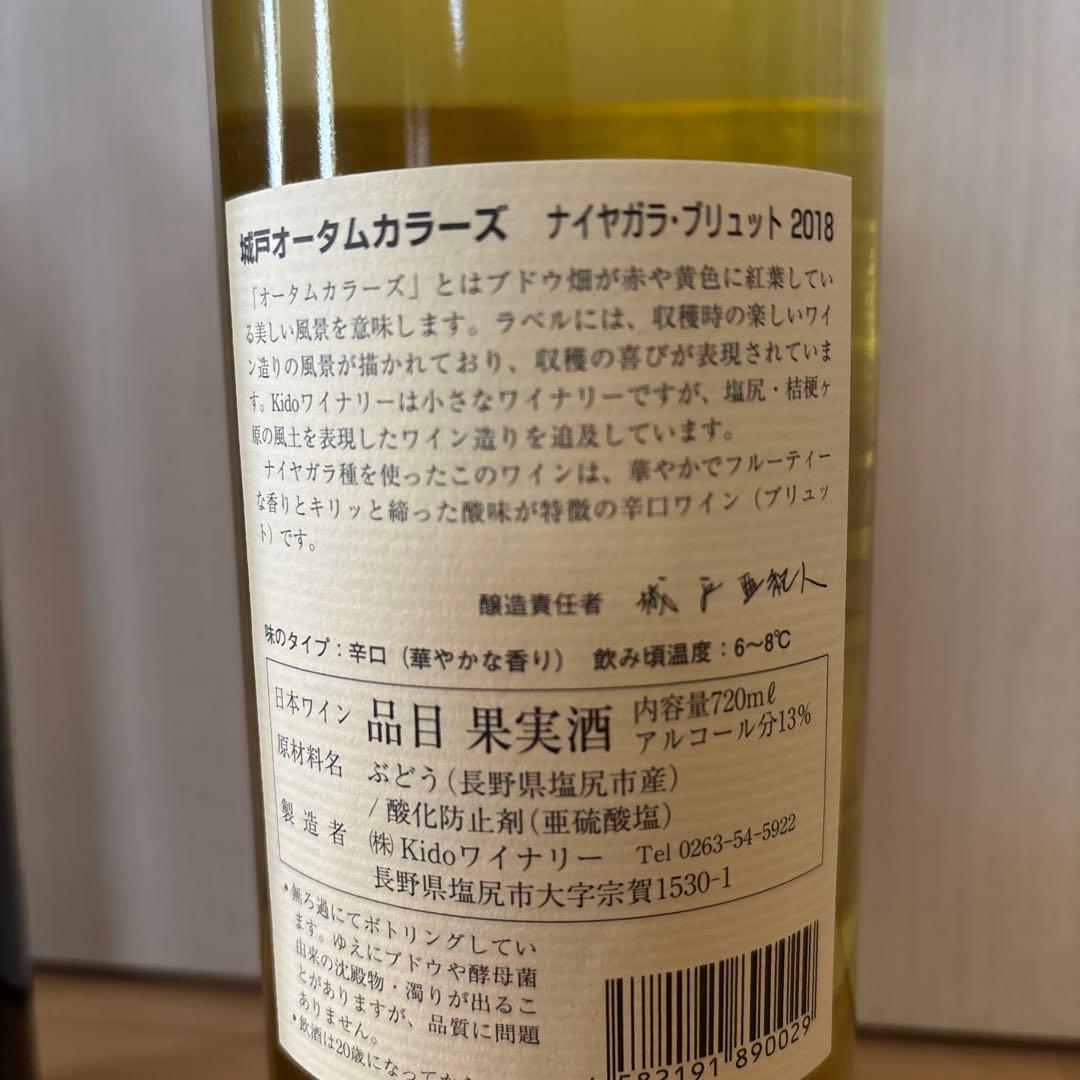 城戸オータムカラーズ ナイヤガラ・ブリュット 2018
「オータムカラーズ」とはブドウ畑が赤や黄色に紅葉してい
る美しい風景を意味します。ラベルには、収穫時の楽しいワイ
ン造りの風景が描かれており、収穫の喜びが表現されていま
す。Kidoワイナリーは小さなワイナリーですが、塩尻・桔梗ヶ
原の風土を表現したワイン造りを追及しています。
ナイヤガラ種を使ったこのワインは、華やかでフルーティー
な香りとキリッと締った酸味が特徴の辛口ワイン（ブリュッ
ト）です。
醸造責任者 城戸亜紀人
味のタイプ：辛口（華やかな香り） 飲み頃温度：6～8℃
日本ワイン 品目 果実酒 内容量720mℓ
アルコール分13%
原材料名 ぶどう（長野県塩尻市産）
/ 酸化防止剤（亜硫酸塩）
製造者 ㈱Kidoワイナリー Tel 0263-54-5922
長野県塩尻市大字宗賀1530-1
•無ろ過にてボトリングしてい
ます。ゆえにブドウや酵母菌
由来の沈殿物・濁りが出るこ
とがありますが、品質に問題
ありません。
•飲酒は20歳になってから
582191 890029